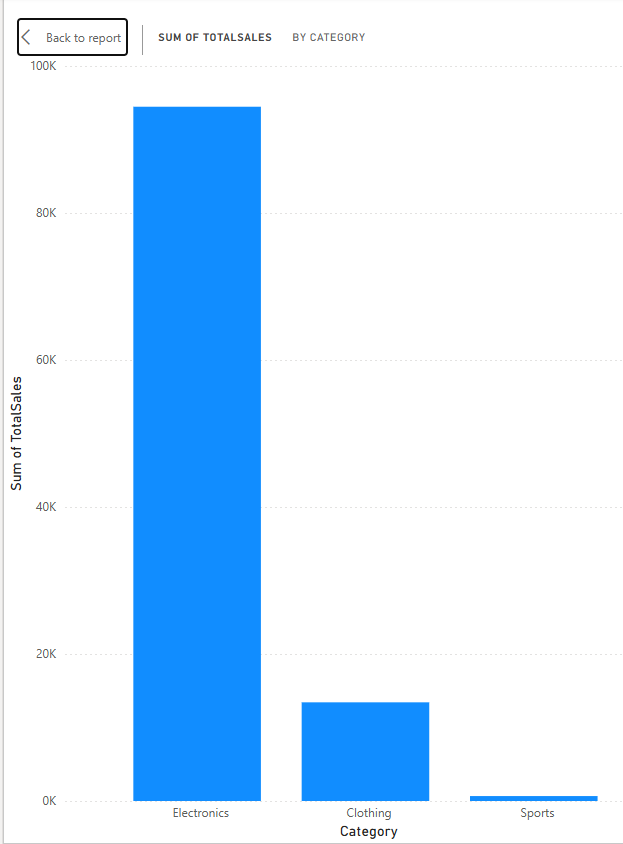 Back to report
SUM OF TOTALSALES BY CATEGORY
100K
80K
60K
40K
20K
0K
Sum of TotalSales
Electronics Clothing Sports
Category